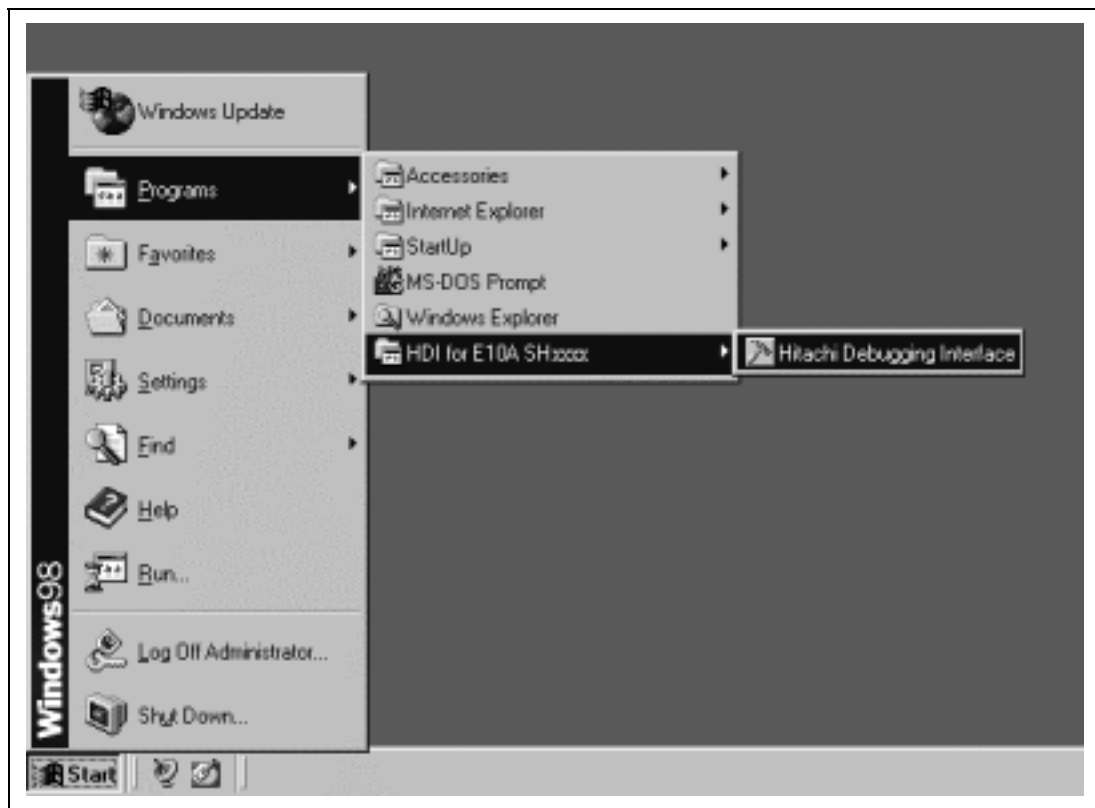 Windows Update
Programs
Favorites
Documents
Settings
Find
Help
Run...
Log Off Administrator...
Shut Down...
Windows98
Accessories
Internet Explorer
StartUp
MS-DOS Prompt
Windows Explorer
HDI for E10A SHxxxx
Hitachi Debugging Interface
Start